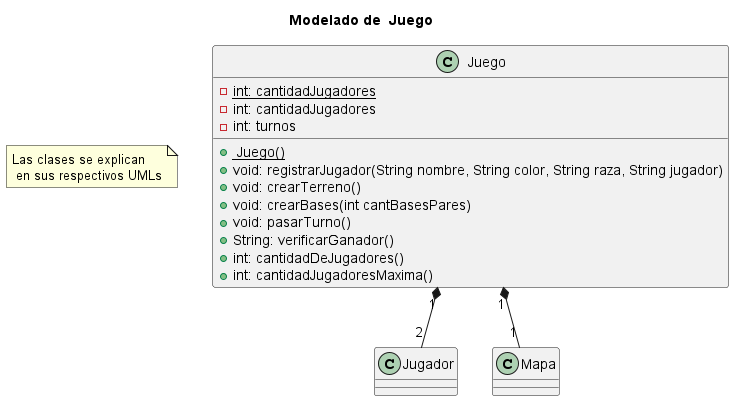 Modelado de Juego
C Juego
int: cantidadJugadores
int: cantidadJugadores
int: turnos
Juego()
void: registrarJugador(String nombre, String color, String raza, String jugador)
void: crearTerreno()
void: crearBases(int cantBasesPares)
void: pasarTurno()
String: verificarGanador()
int: cantidadDeJugadores()
int: cantidadJugadoresMaxima()
Las clases se explican
en sus respectivos UMLs
1 1
2 1
C Jugador
C Mapa